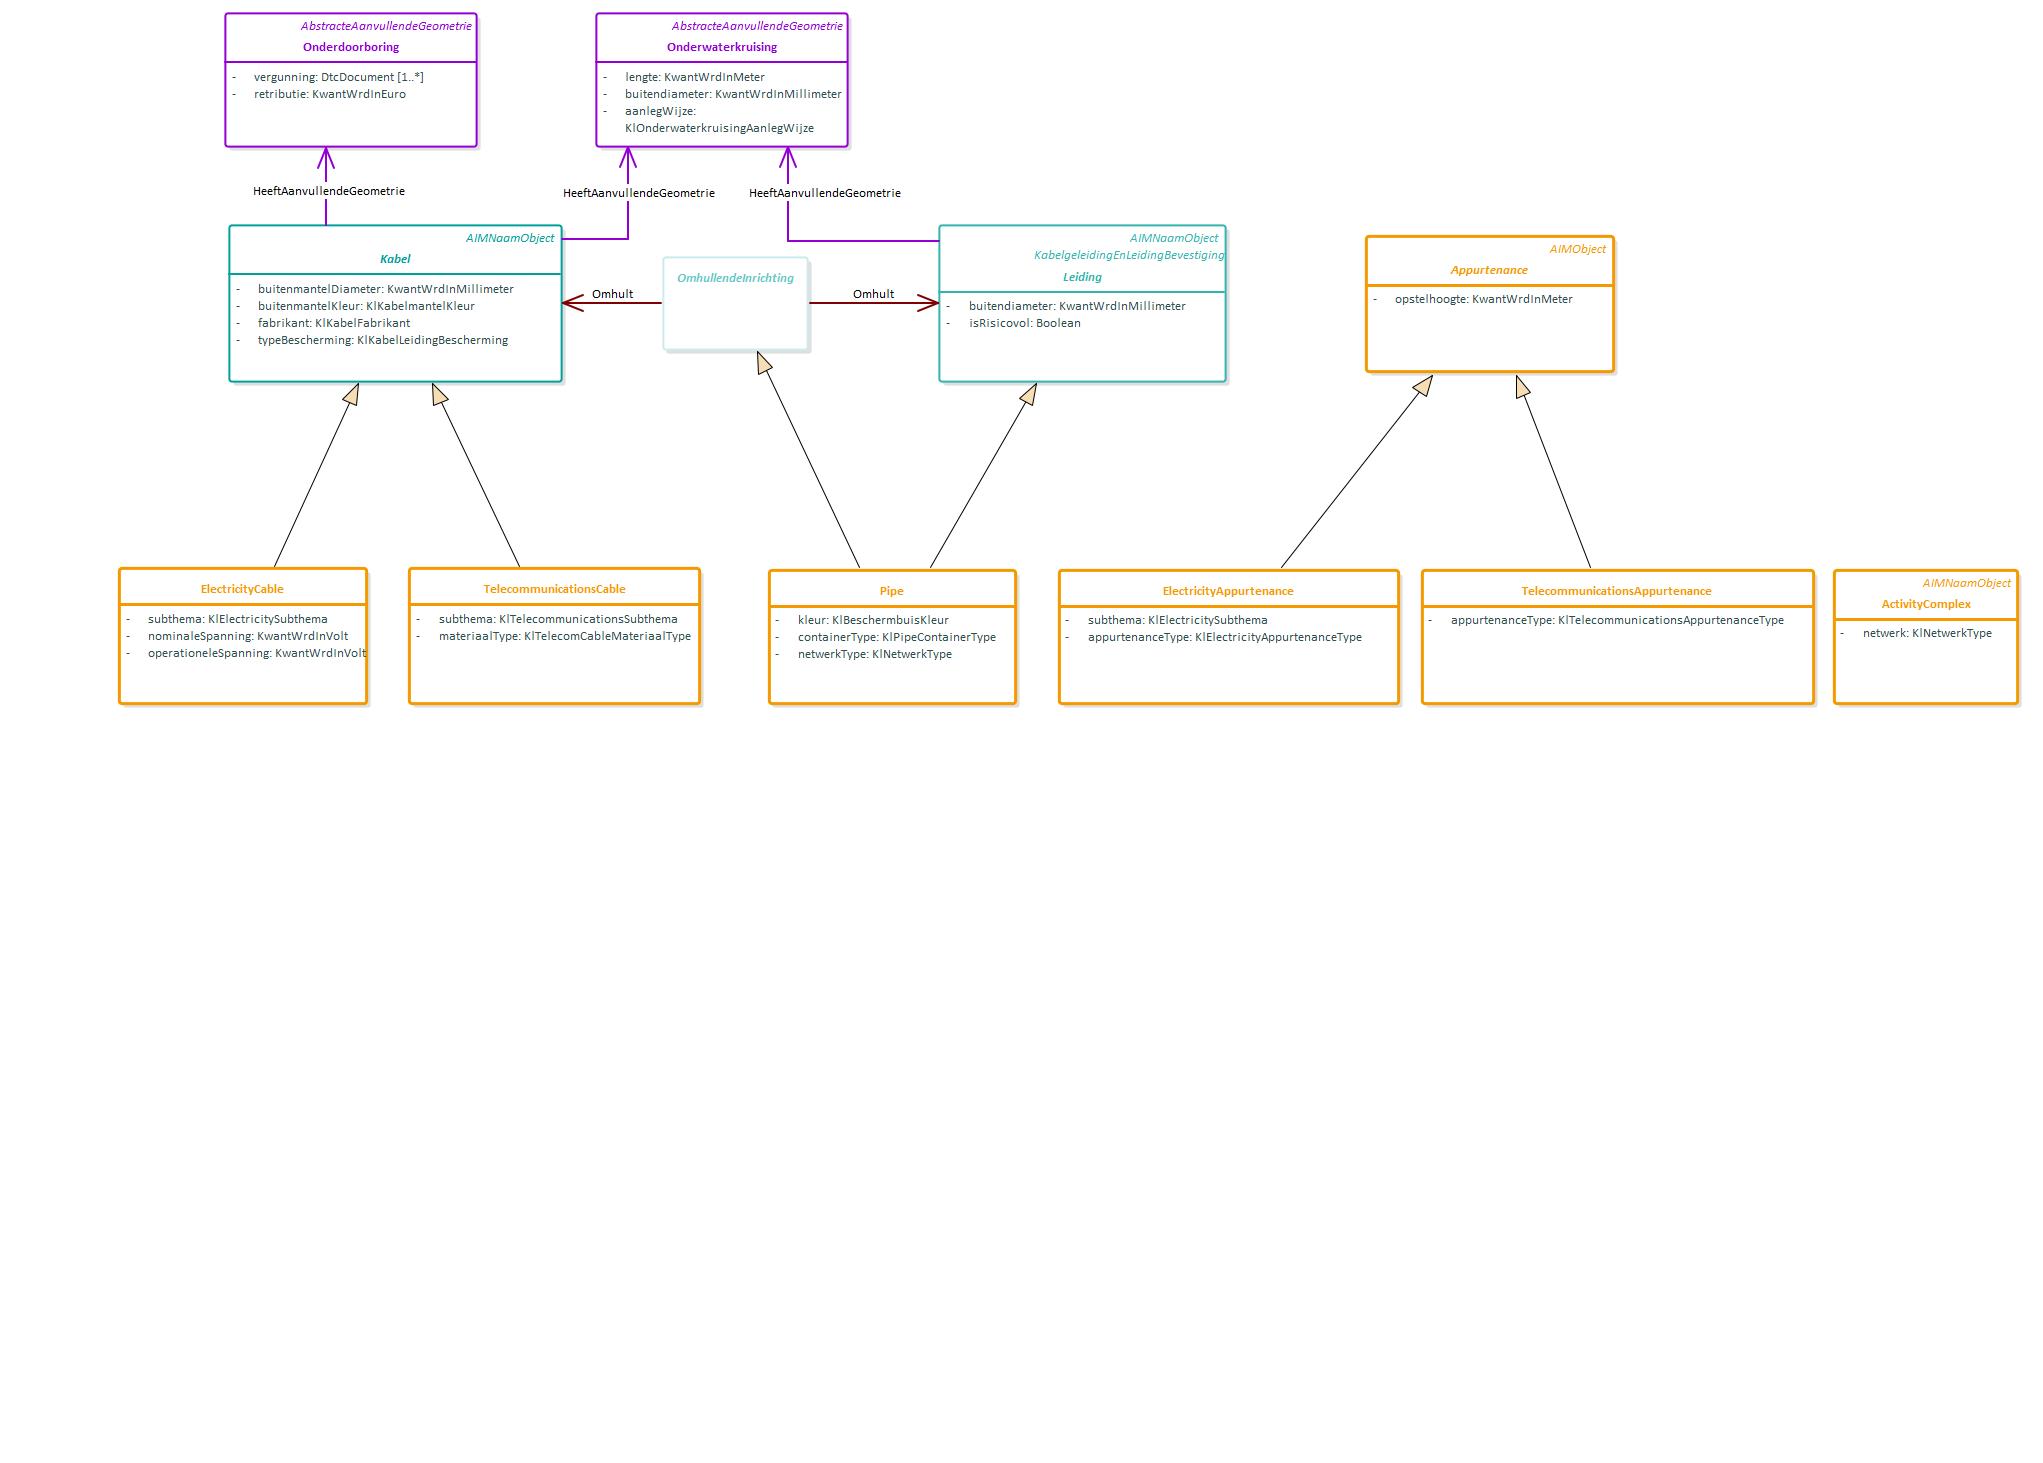 AbstracteAanvullendeGeometrie
Onderdoorboring
- vergunning: DtcDocument [1..*]
- retributie: KwantWrdInEuro
AbstracteAanvullendeGeometrie
Onderwaterkruising
- lengte: KwantWrdInMeter
- buitendiameter: KwantWrdInMillimeter
- aanlegWijze:
KlOnderwaterkruisingAanlegWijze
HeeftAanvullendeGeometrie
HeeftAanvullendeGeometrie
HeeftAanvullendeGeometrie
AIMNaamObject
Kabel
- buitenmantelDiameter: KwantWrdInMillimeter
- buitenmantelKleur: KlKabelmantelKleur
- fabrikant: KlKabelFabrikant
- typeBescherming: KlKabelLeidingBescherming
Omhult
OmhullendeInrichting
Omhult
AIMNaamObject
KabelgeleidingEnLeidingBevestiging
Leiding
- buitendiameter: KwantWrdInMillimeter
- isRisicovol: Boolean
AIMObject
Appurtenance
- opstelhoogte: KwantWrdInMeter
ElectricityCable
- subthema: KlElectricitySubthema
- nominaleSpanning: KwantWrdInVolt
- operationeleSpanning: KwantWrdInVolt
TelecommunicationsCable
- subthema: KlTelecommunicationsSubthema
- materiaalType: KlTelecomCableMateriaalType
Pipe
- kleur: KlBeschermbuisKleur
- containerType: KlPipeContainerType
- netwerkType: KlNetwerkType
ElectricityAppurtenance
- subthema: KlElectricitySubthema
- appurtenanceType: KlElectricityAppurtenanceType
TelecommunicationsAppurtenance
- appurtenanceType: KlTelecommunicationsAppurtenanceType
AIMNaamObject
ActivityComplex
- netwerk: KlNetwerkType